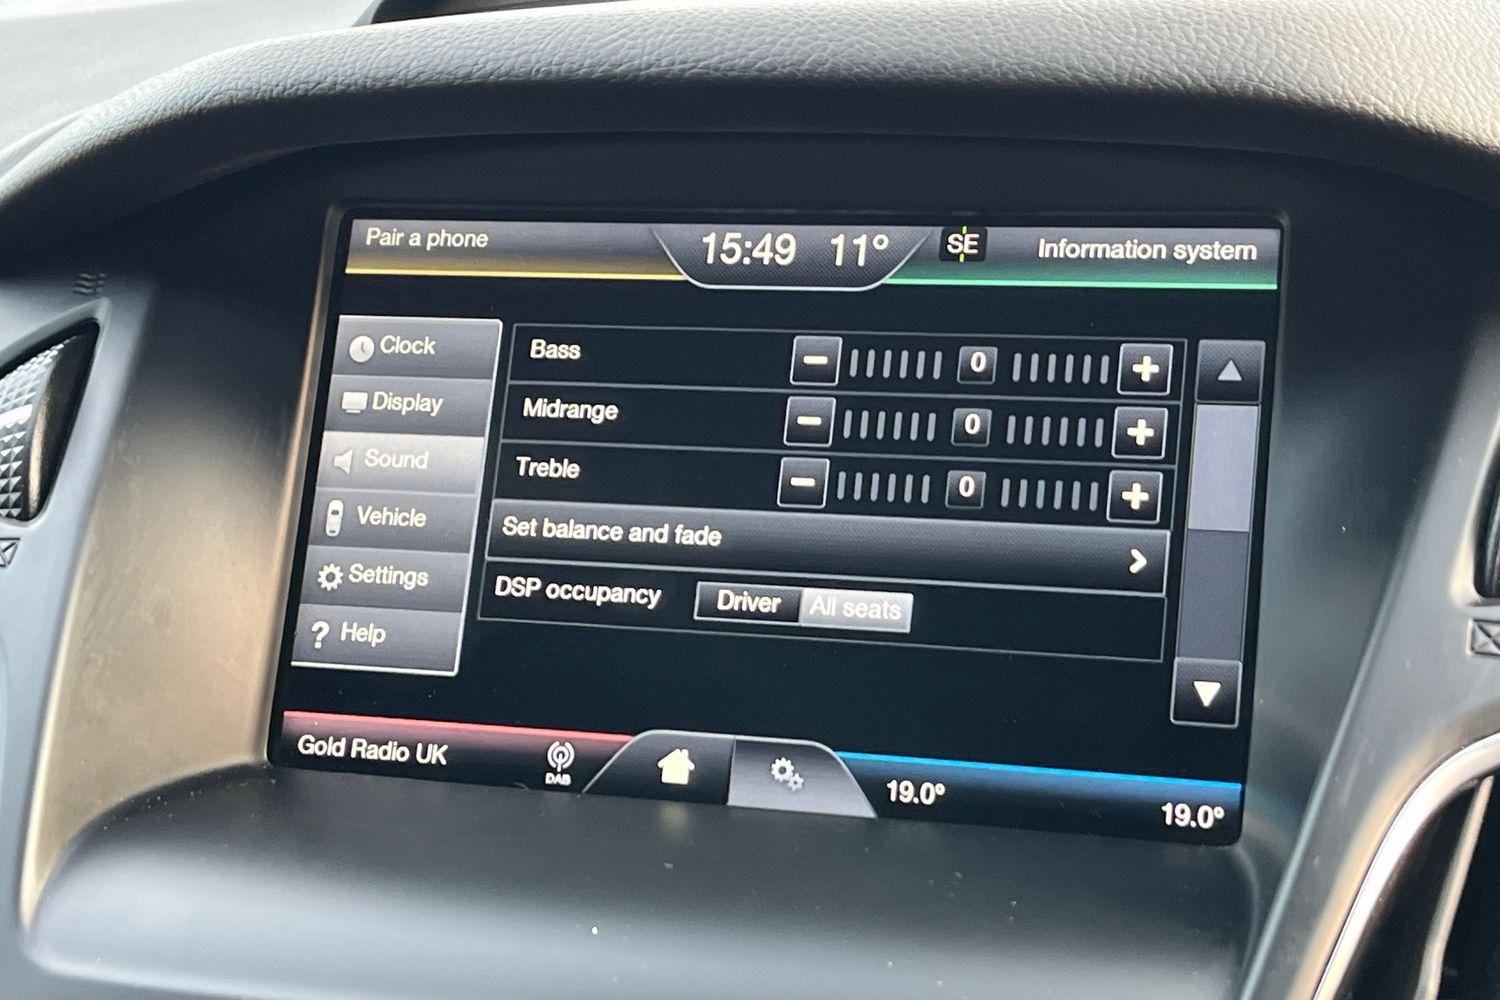 Pair a phone
15:49 11°
SE
Information system
Clock
Display
Sound
Vehicle
Settings
? Help
Bass - 0 +
Midrange - 0 +
Treble - 0 +
Set balance and fade >
DSP occupancy Driver All seats
Gold Radio UK
DAB
19.0°
19.0°